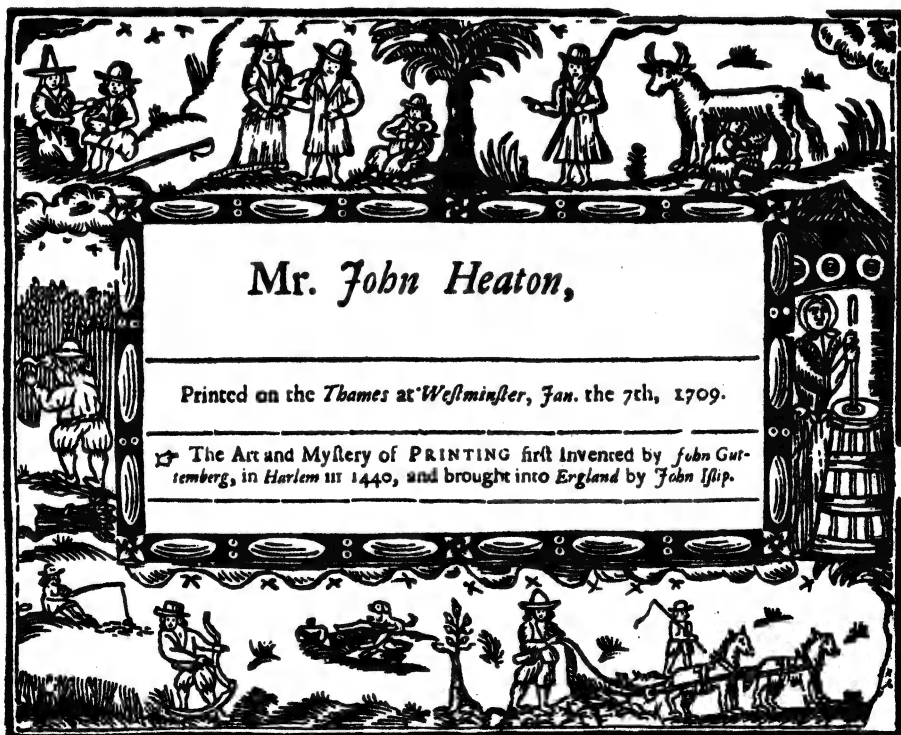 Mr. John Heaton,
Printed on the Thames at Weſtminſter, Jan. the 7th, 1709.
☞ The Art and Myſtery of PRINTING firſt Invented by John Gut-
temberg, in Harlem in 1440, and brought into England by John Iſlip.